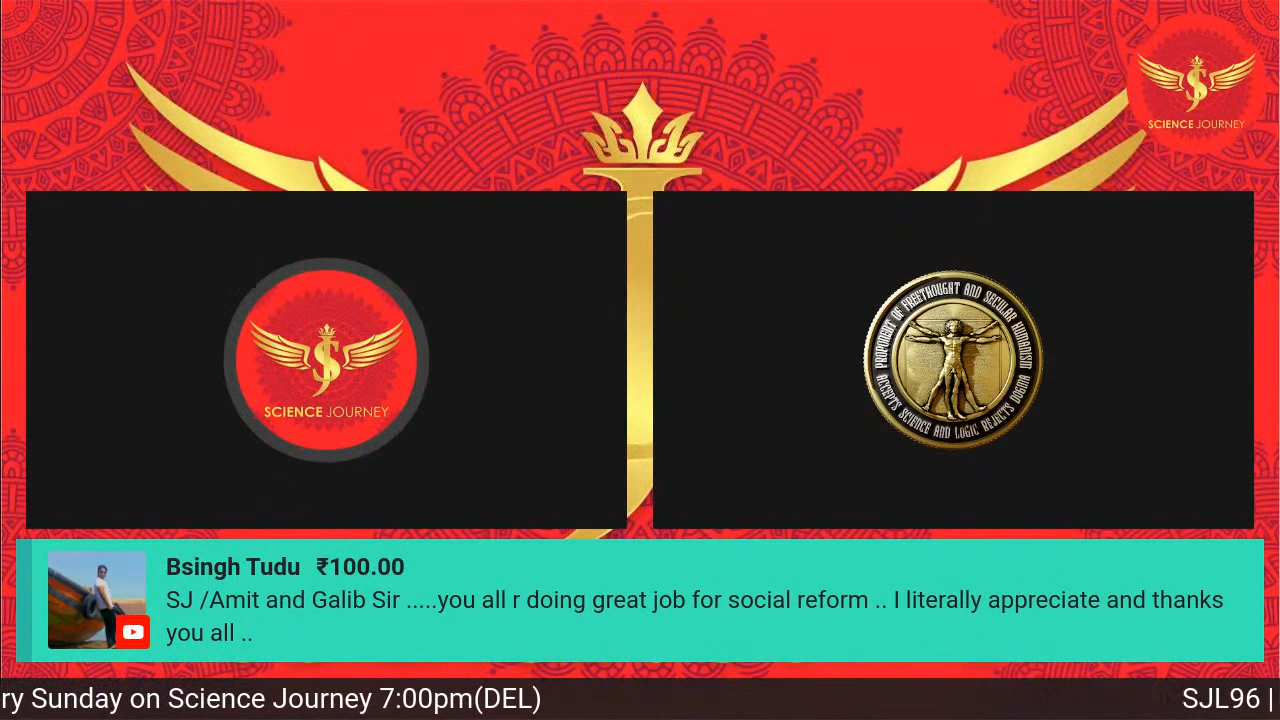 SCIENCE JOURNEY
SCIENCE JOURNEY
PROPONENT OF FREETHOUGHT AND SECULAR HUMANISM
ACCEPTS SCIENCE AND LOGIC REJECTS DOGMA
Bsingh Tudu ₹100.00
SJ /Amit and Galib Sir .....you all r doing great job for social reform .. I literally appreciate and thanks
you all ..
ry Sunday on Science Journey 7:00pm(DEL)
SJL96 |